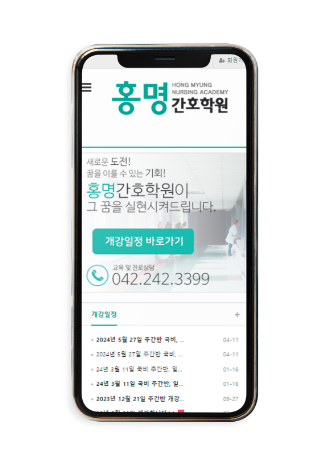 회원가
홍명 HONG MYUNG
NURSING ACADEMY
간호학원
새로운 도전!
꿈을 이룰 수 있는 기회!
홍명간호학원이
그 꿈을 실현시켜드립니다.
개강일정 바로가기
교육 및 진로상담
042.242.3399
개강일정 +
2024년 5월 27일 주간반 국비, ... 04-11
2024년 5월 27일 주간반 국비, ... 04-11
24년 3월 11일 국비 주간반, 일... 01-16
24년 3월 11일 국비 주간반, 일... 01-16
2023년 12월 21일 주간반 개강... 09-27